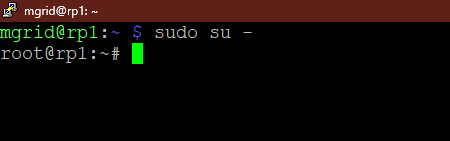 mgrid@rp1: ~
mgrid@rp1:~ $ sudo su -
root@rp1:~#